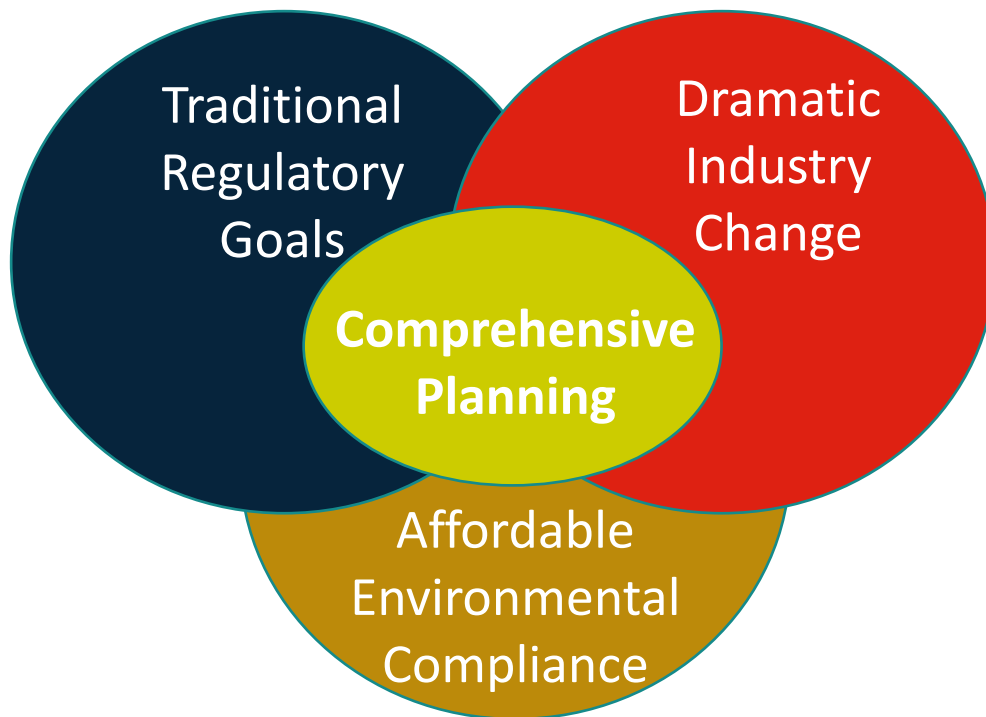 Traditional
Regulatory
Goals
Dramatic
Industry
Change
Comprehensive
Planning
Affordable
Environmental
Compliance